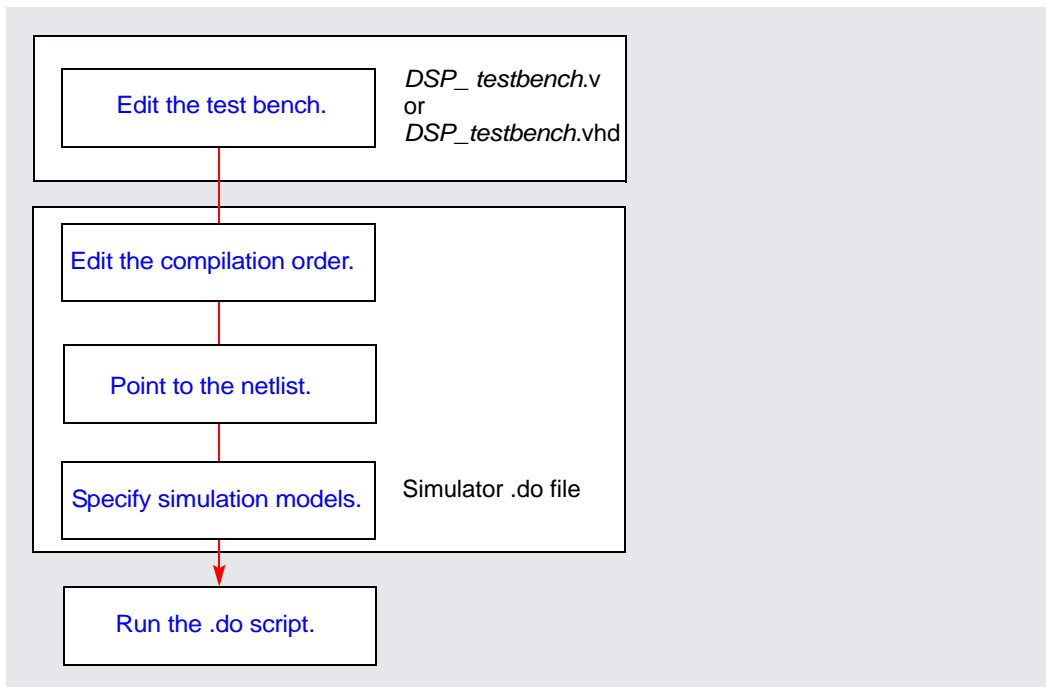 Edit the test bench.
DSP_ testbench.v
or
DSP_testbench.vhd
Edit the compilation order.
Point to the netlist.
Specify simulation models.
Simulator .do file
Run the .do script.